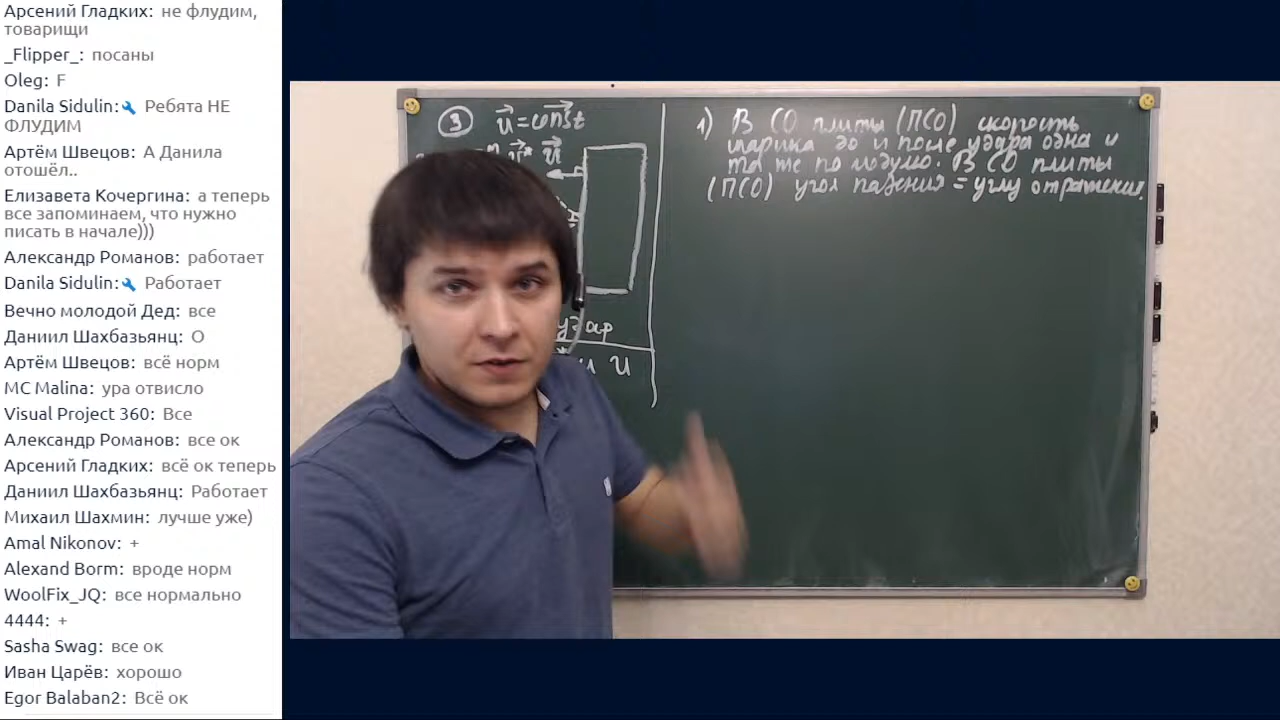 Арсений Гладких: не флудим,
товарищи
_Flipper_: посаны
Oleg: F
Danila Sidulin: Ребята НЕ
ФЛУДИМ
Артём Швецов: А Данила
отошёл..
Елизавета Кочергина: а теперь
все запоминаем, что нужно
писать в начале)))
Александр Романов: работает
Danila Sidulin: Работает
Вечно молодой Дед: все
Даниил Шахбазьянц: О
Артём Швецов: всё норм
MC Malina: ура отвисло
Visual Project 360: Все
Александр Романов: все ок
Арсений Гладких: всё ок теперь
Даниил Шахбазьянц: Работает
Михаил Шахмин: лучше уже)
Amal Nikonov: +
Alexand Borm: вроде норм
WoolFix_JQ: все нормально
4444: +
Sasha Swag: все ок
Иван Царёв: хорошо
Egor Balaban2: Всё ок
3 u = const
u
удар
u u
1) В СО плиты (ПСО) скорость
шарика до и после удара одна и
та же по модулю. В СО плиты
(ПСО) угол падения = углу отражения.